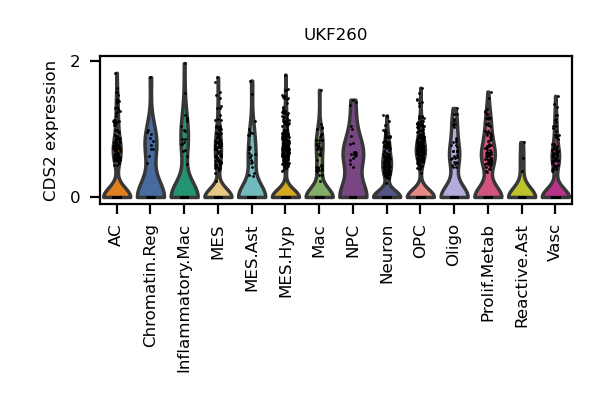 UKF260
CDS2 expression
2
0
AC
Chromatin.Reg
Inflammatory.Mac
MES
MES.Ast
MES.Hyp
Mac
NPC
Neuron
OPC
Oligo
Prolif.Metab
Reactive.Ast
Vasc